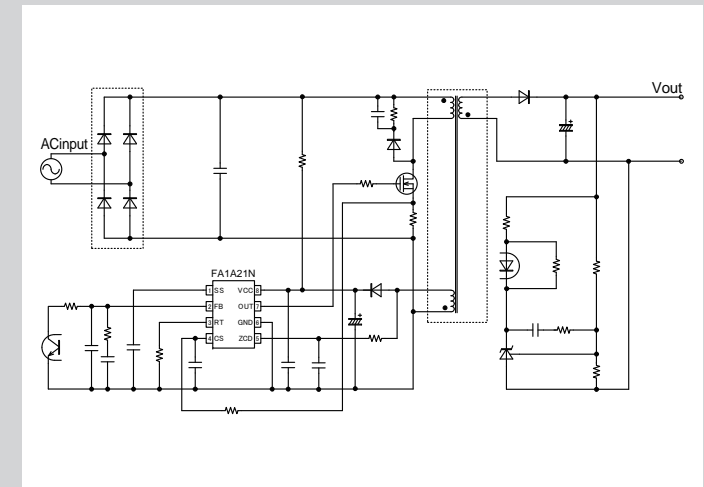 Vout
ACinput
FA1A21N
1 SS VCC 8
2 FB OUT 7
3 RT GND 6
4 CS ZCD 5